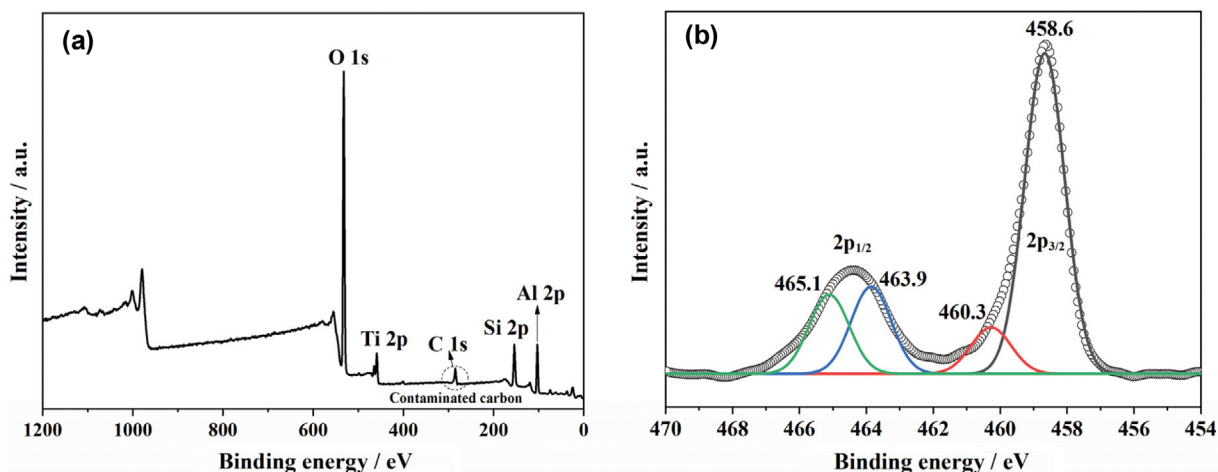 (a)
O 1s
Ti 2p
C 1s
Si 2p
Al 2p
Contaminated carbon
1200 1000 800 600 400 200 0
Binding energy / eV
Intensity / a.u.
(b)
458.6
2p1/2
2p3/2
465.1
463.9
460.3
470 468 466 464 462 460 458 456 454
Binding energy / eV
Intensity / a.u.